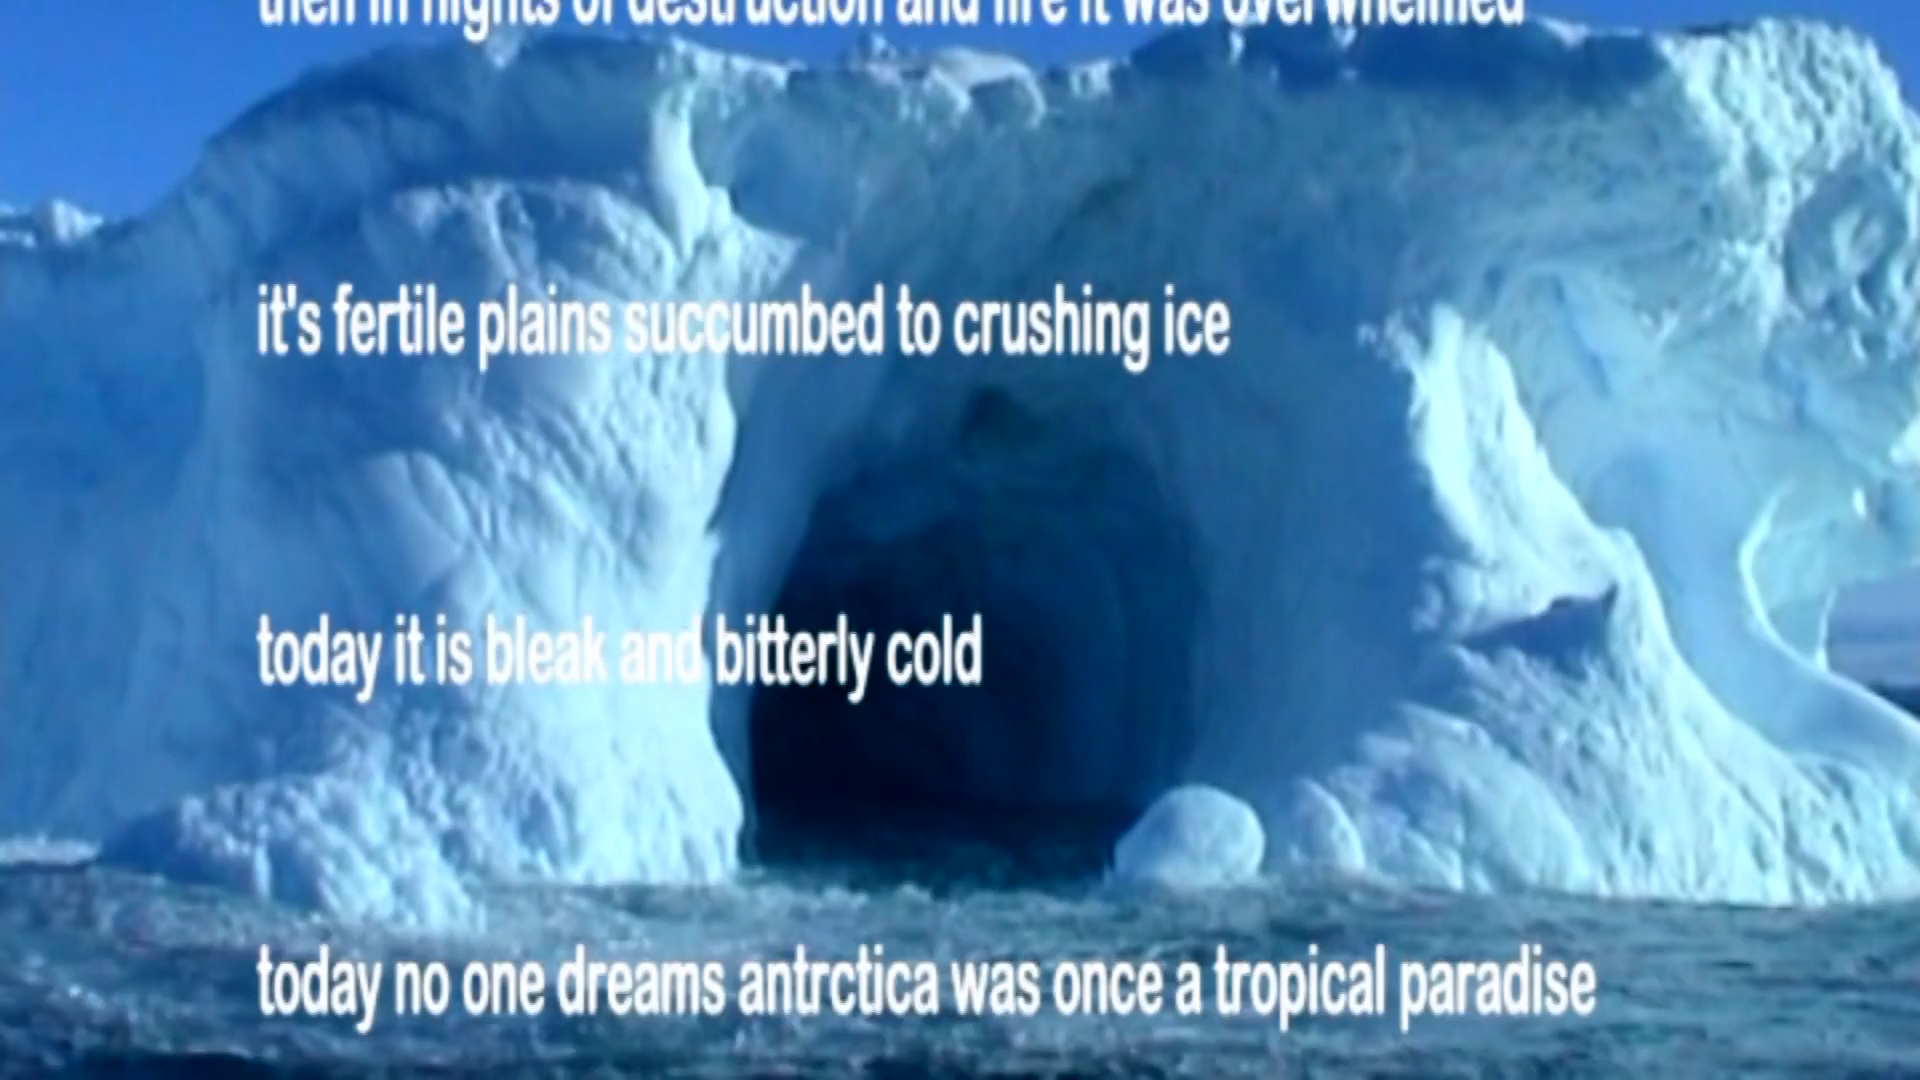 then in nights of destruction and fire it was overwhelmed
it's fertile plains succumbed to crushing ice
today it is bleak and bitterly cold
today no one dreams antrctica was once a tropical paradise